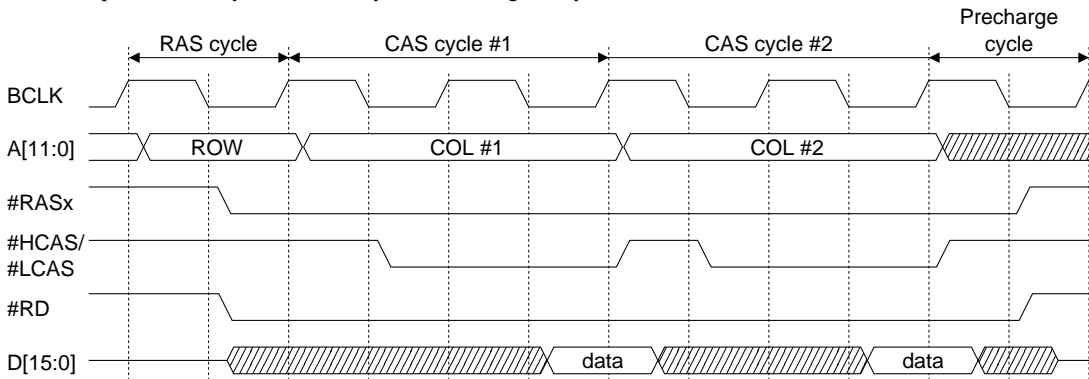 Precharge
cycle
RAS cycle
CAS cycle #1
CAS cycle #2
BCLK
A[11:0]
ROW
COL #1
COL #2
#RASx
#HCAS/
#LCAS
#RD
D[15:0]
data
data